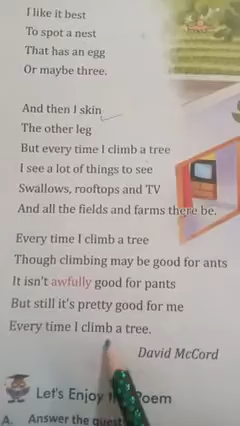 I like it best
To spot a nest
That has an egg
Or maybe three.
And then I skin
The other leg
But every time I climb a tree
I see a lot of things to see
Swallows, rooftops and TV
And all the fields and farms there be.
Every time I climb a tree
Though climbing may be good for ants
It isn't awfully good for pants
But still it's pretty good for me
Every time I climb a tree.
David McCord
Let's Enjoy Poem
A. Answer the